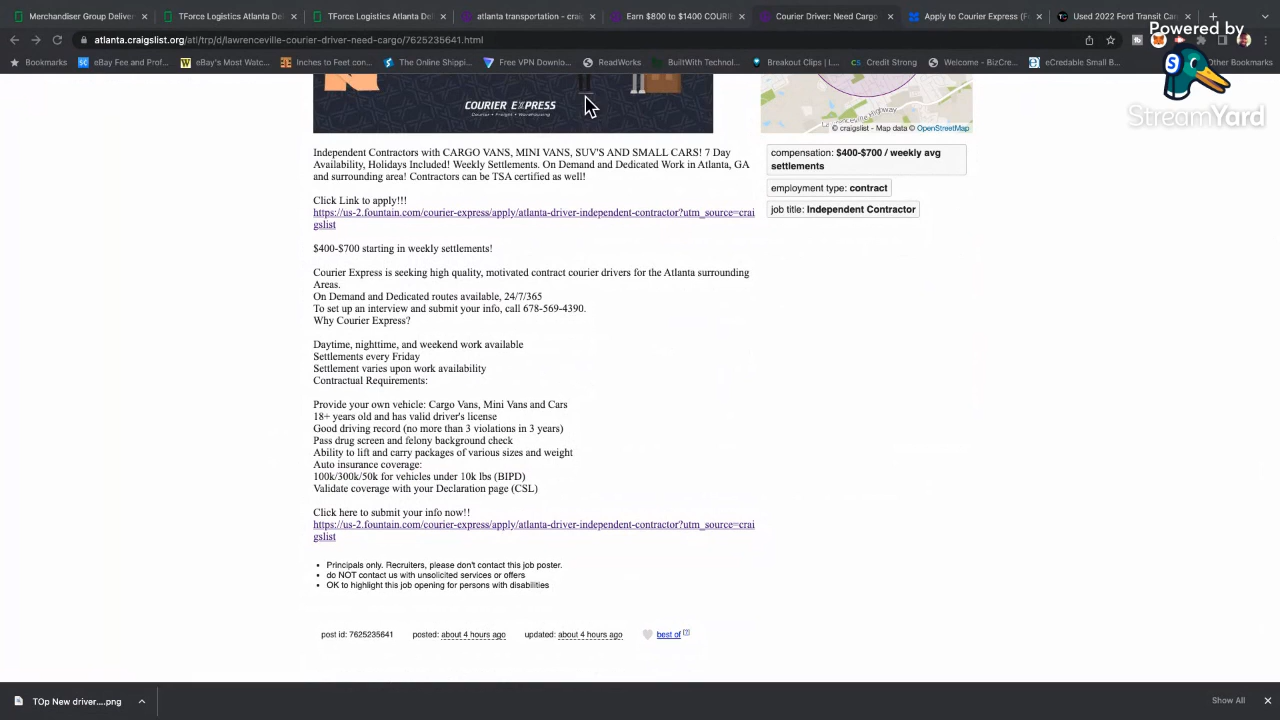 Merchandiser Group Deliver
TForce Logistics Atlanta Del
TForce Logistics Atlanta Del
atlanta transportation - craig
Earn $800 to $1400 COURI
Courier Driver: Need Cargo
Apply to Courier Express (F
Used 2022 Ford Transit Car
Powered by
atlanta.craigslist.org/atl/trp/d/lawrenceville-courier-driver-need-cargo/7625235641.html
Bookmarks
eBay Fee and Prof...
eBay's Most Watc...
Inches to Feet con...
The Online Shippi...
Free VPN Downlo...
ReadWorks
BuiltWith Technol...
Breakout Clips | L...
Credit Strong
Welcome - BizCre...
eCredable Small B...
Other Bookmarks
StreamYard
COURIER EXPRESS
Courier • Freight • Warehousing
© craigslist - Map data © OpenStreetMap
Independent Contractors with CARGO VANS, MINI VANS, SUV'S AND SMALL CARS! 7 Day
Availability, Holidays Included! Weekly Settlements. On Demand and Dedicated Work in Atlanta, GA
and surrounding area! Contractors can be TSA certified as well!
compensation: $400-$700 / weekly avg
settlements
employment type: contract
job title: Independent Contractor
Click Link to apply!!!
https://us-2.fountain.com/courier-express/apply/atlanta-driver-independent-contractor?utm_source=crai
gslist
$400-$700 starting in weekly settlements!
Courier Express is seeking high quality, motivated contract courier drivers for the Atlanta surrounding
Areas.
On Demand and Dedicated routes available, 24/7/365
To set up an interview and submit your info, call 678-569-4390.
Why Courier Express?
Daytime, nighttime, and weekend work available
Settlements every Friday
Settlement varies upon work availability
Contractual Requirements:
Provide your own vehicle: Cargo Vans, Mini Vans and Cars
18+ years old and has valid driver's license
Good driving record (no more than 3 violations in 3 years)
Pass drug screen and felony background check
Ability to lift and carry packages of various sizes and weight
Auto insurance coverage:
100k/300k/50k for vehicles under 10k lbs (BIPD)
Validate coverage with your Declaration page (CSL)
Click here to submit your info now!!
https://us-2.fountain.com/courier-express/apply/atlanta-driver-independent-contractor?utm_source=crai
gslist
Principals only. Recruiters, please don't contact this job poster.
do NOT contact us with unsolicited services or offers
OK to highlight this job opening for persons with disabilities
post id: 7625235641 posted: about 4 hours ago updated: about 4 hours ago best of [?]
TOp New driver....png
Show All